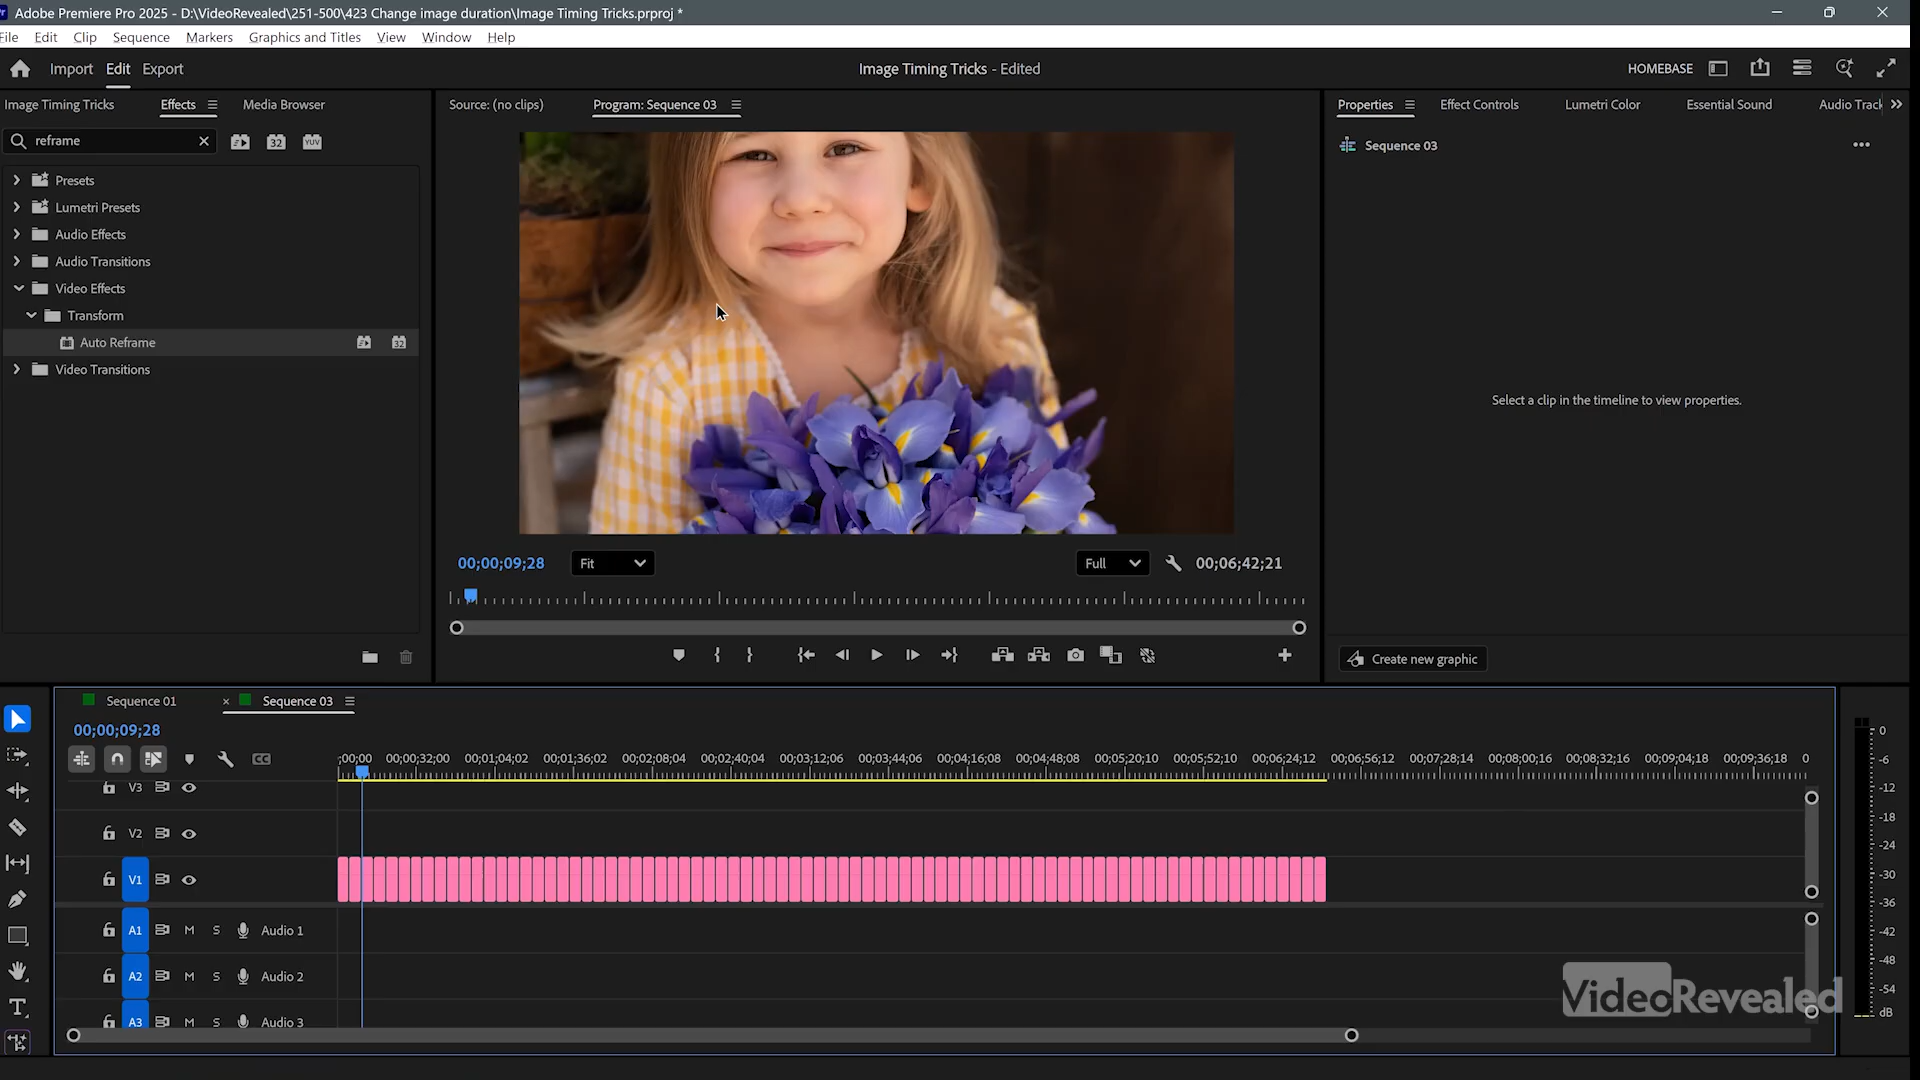 Adobe Premiere Pro 2025 - D:\VideoRevealed\251-500\423 Change image duration\Image Timing Tricks.prproj *
File Edit Clip Sequence Markers Graphics and Titles View Window Help
Import Edit Export
Image Timing Tricks - Edited
HOMEBASE
Image Timing Tricks Effects Media Browser
Source: (no clips) Program: Sequence 03
Properties Effect Controls Lumetri Color Essential Sound Audio Track
reframe
32
YUV
Sequence 03
Presets
Lumetri Presets
Audio Effects
Audio Transitions
Video Effects
Transform
Auto Reframe
32
Video Transitions
Select a clip in the timeline to view properties.
00;00;09;28 Fit Full 00;06;42;21
Create new graphic
Sequence 01 × Sequence 03
00;00;09;28
CC
;00;00 00;00;32;00 00;01;04;02 00;01;36;02 00;02;08;04 00;02;40;04 00;03;12;06 00;03;44;06 00;04;16;08 00;04;48;08 00;05;20;10 00;05;52;10 00;06;24;12 00;06;56;12 00;07;28;14 00;08;00;16 00;08;32;16 00;09;04;18 00;09;36;18 0
V3
V2
V1
A1 M S Audio 1
A2 M S Audio 2
A3 M S Audio 3
0
-6
-12
-18
-24
-30
-36
-42
-48
-54
dB
VideoRevealed